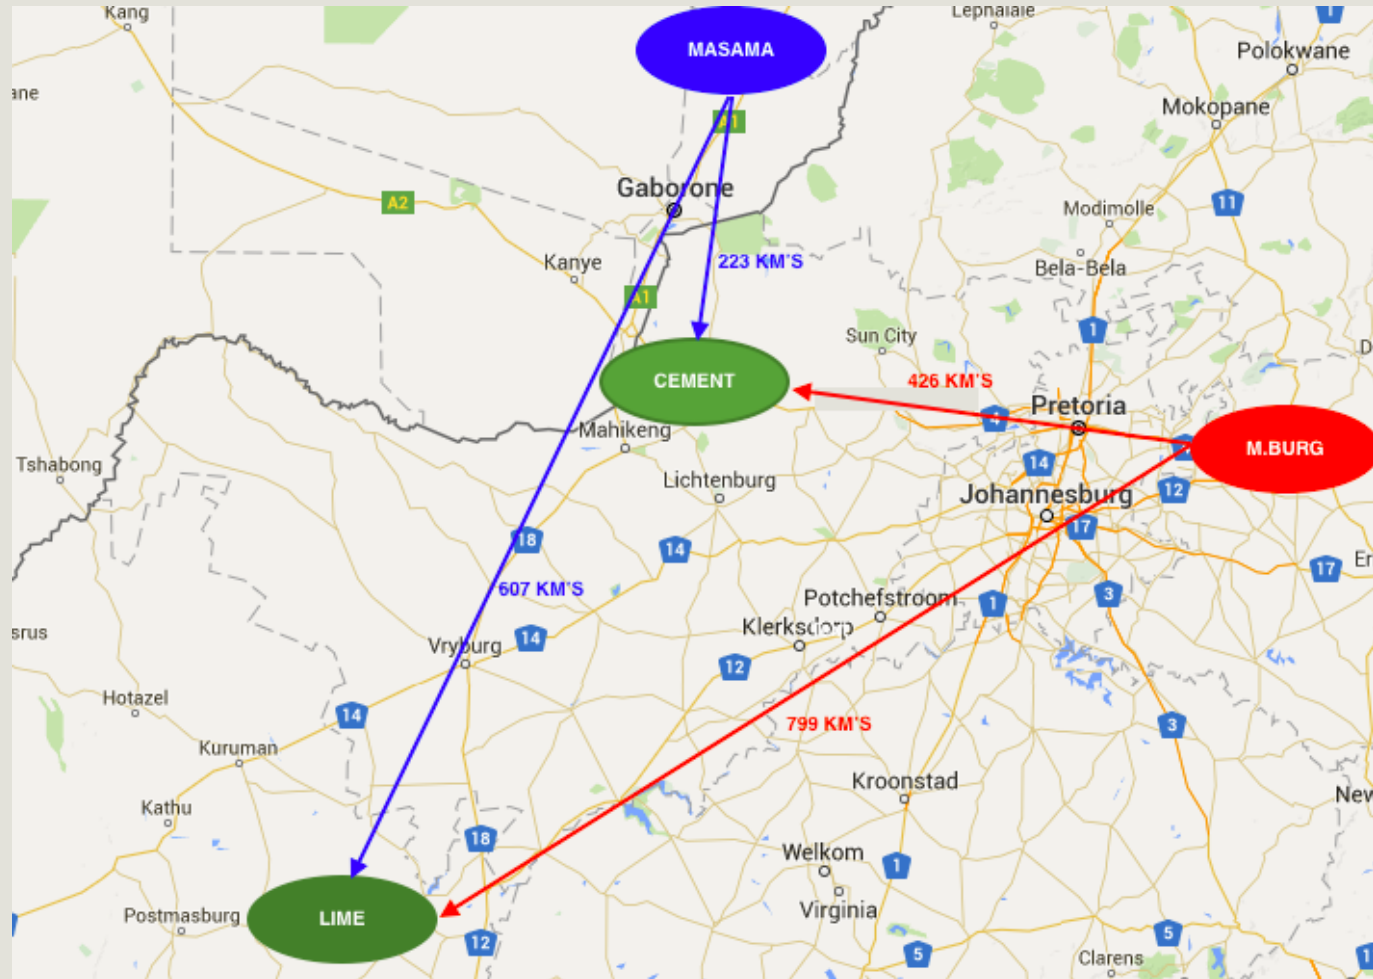 Kang
MASAMA
Lephalale
1
Polokwane
ane
Mokopane
A1
Gaborone
A2
11
Modimolle
Kanye
223 KM'S
Bela-Bela
A1
1
Sun City
D
CEMENT
426 KM'S
Pretoria
4
Mahikeng
M.BURG
Tshabong
14
Lichtenburg
12
Johannesburg
17
18
14
17
Er
607 KM'S
Potchefstroom
1
3
srus
Klerksdorp
Vryburg
14
12
Hotazel
14
799 KM'S
3
Kuruman
Kroonstad
Kathu
New
18
Welkom
1
Postmasburg
LIME
Virginia
12
5
5
Clarens
1